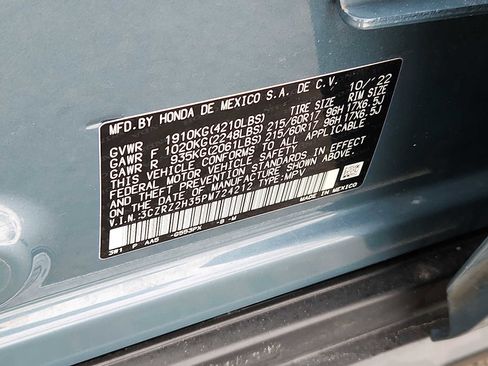 MFD.BY HONDA DE MEXICO S.A. DE C.V. 10/'22
TIRE SIZE RIM SIZE
GVWR 1910KG(4210LBS)
GAWR F 1020KG(2248LBS) 215/60R17 96H 17X6.5J
GAWR R 935KG(2061LBS) 215/60R17 96H 17X6.5J
THIS VEHICLE CONFORMS TO ALL APPLICABLE
FEDERAL MOTOR VEHICLE SAFETY
STANDARDS IN EFFECT ON THE DATE OF
MANUFACTURE SHOWN ABOVE.
V.I.N.:3CZRZ2H35PM724212 TYPE:MPV
MADE IN MEXICO
SW1 P AA5 -B -M